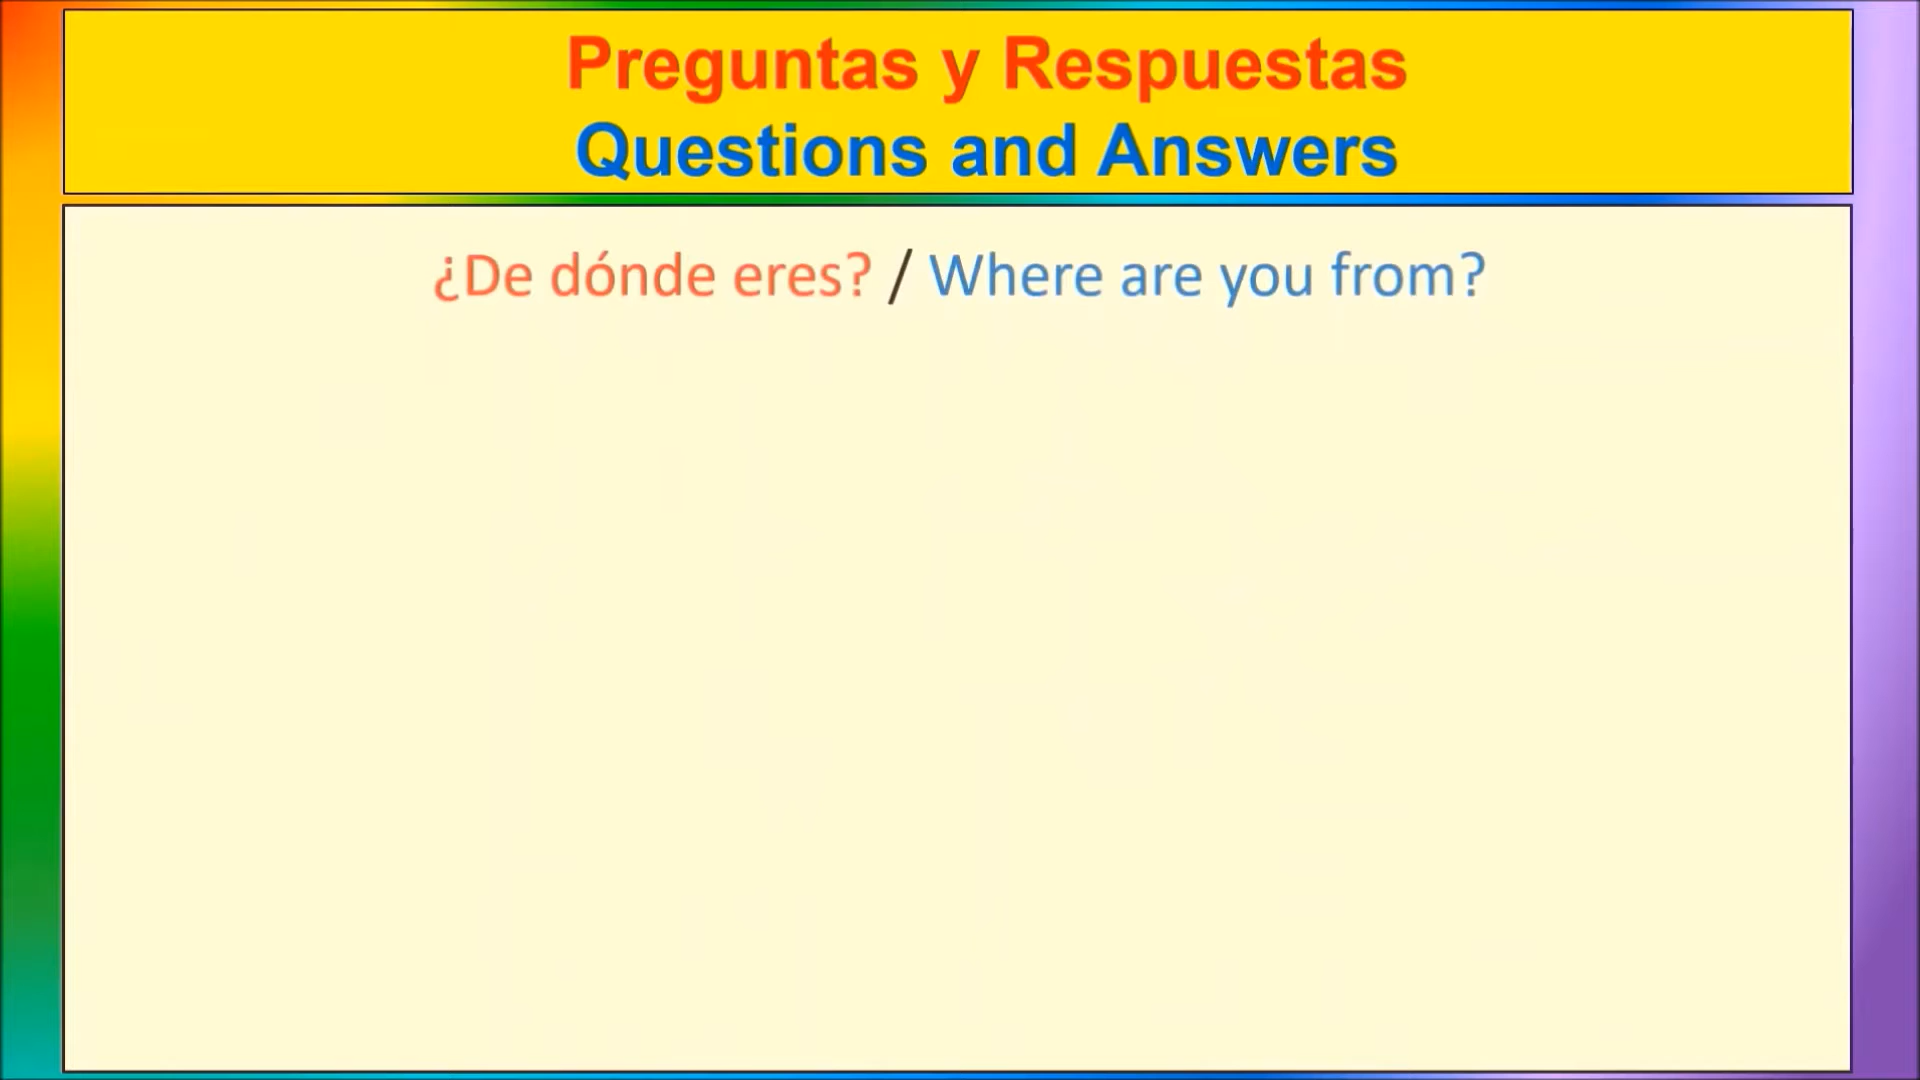 Preguntas y Respuestas
Questions and Answers
¿De dónde eres? / Where are you from?